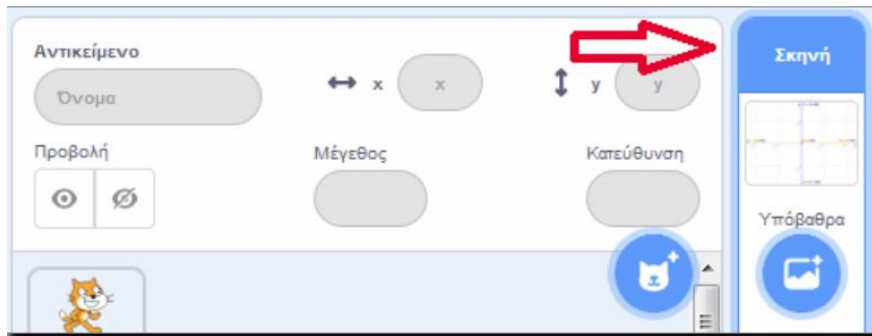 Αντικείμενο
Όνομα
x
x
y
y
Σκηνή
Προβολή
Μέγεθος
Κατεύθυνση
Υπόβαθρα